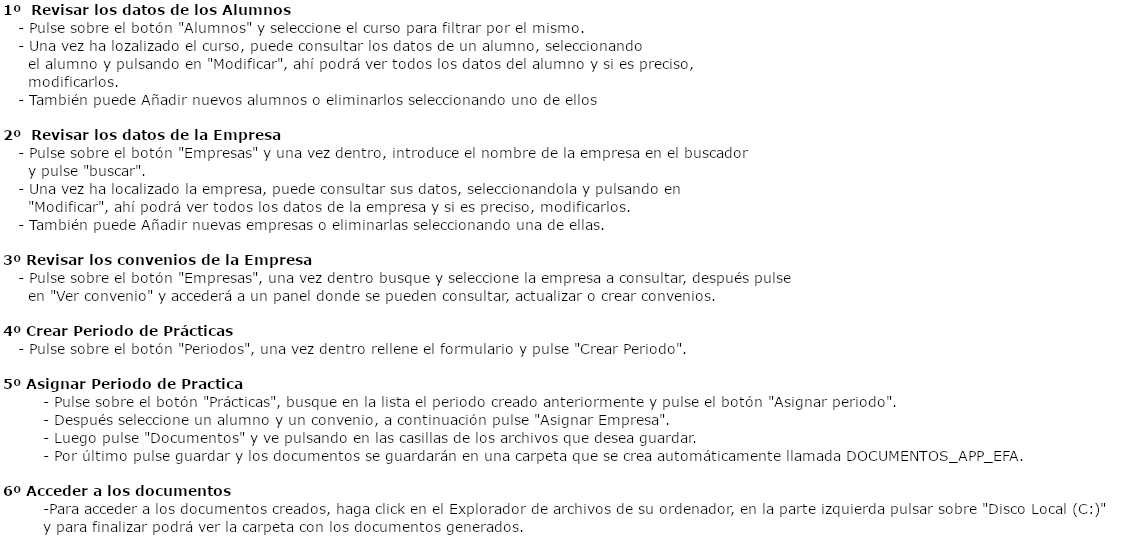 1º  Revisar los datos de los Alumnos
- Pulse sobre el botón "Alumnos" y seleccione el curso para filtrar por el mismo.
- Una vez ha lozalizado el curso, puede consultar los datos de un alumno, seleccionando
el alumno y pulsando en "Modificar", ahí podrá ver todos los datos del alumno y si es preciso,
modificarlos.
- También puede Añadir nuevos alumnos o eliminarlos seleccionando uno de ellos
2º  Revisar los datos de la Empresa
- Pulse sobre el botón "Empresas" y una vez dentro, introduce el nombre de la empresa en el buscador
y pulse "buscar".
- Una vez ha localizado la empresa, puede consultar sus datos, seleccionandola y pulsando en
"Modificar", ahí podrá ver todos los datos de la empresa y si es preciso, modificarlos.
- También puede Añadir nuevas empresas o eliminarlas seleccionando una de ellas.
3º Revisar los convenios de la Empresa
- Pulse sobre el botón "Empresas", una vez dentro busque y seleccione la empresa a consultar, después pulse
en "Ver convenio" y accederá a un panel donde se pueden consultar, actualizar o crear convenios.
4º Crear Periodo de Prácticas
- Pulse sobre el botón "Periodos", una vez dentro rellene el formulario y pulse "Crear Periodo".
5º Asignar Periodo de Practica
- Pulse sobre el botón "Prácticas", busque en la lista el periodo creado anteriormente y pulse el botón "Asignar periodo".
- Después seleccione un alumno y un convenio, a continuación pulse "Asignar Empresa".
- Luego pulse "Documentos" y ve pulsando en las casillas de los archivos que desea guardar.
- Por último pulse guardar y los documentos se guardarán en una carpeta que se crea automáticamente llamada DOCUMENTOS_APP_EFA.
6º Acceder a los documentos
-Para acceder a los documentos creados, haga click en el Explorador de archivos de su ordenador, en la parte izquierda pulsar sobre "Disco Local (C:)"
y para finalizar podrá ver la carpeta con los documentos generados.